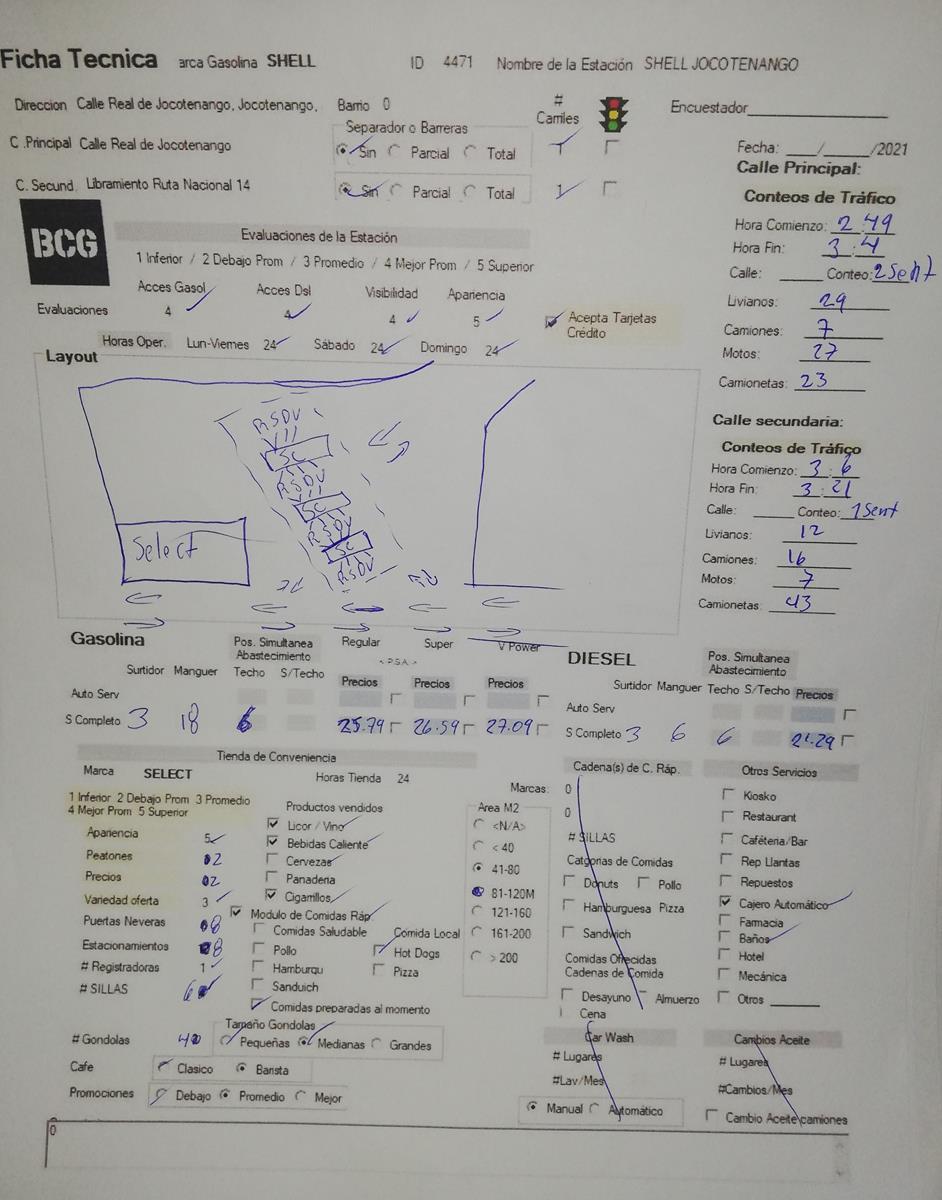 Ficha Tecnica arca Gasolina SHELL ID 4471 Nombre de la Estación SHELL JOCOTENANGO
Direccion Calle Real de Jocotenango, Jocotenango, Barrio 0 # Carriles Encuestador
Separador o Barreras
C .Principal Calle Real de Jocotenango Sin Parcial Total 1 Fecha: / /2021
C. Secund. Libramiento Ruta Nacional 14 Sin Parcial Total 1
Calle Principal:
Conteos de Tráfico
Hora Comienzo: 2:49
Hora Fin: 3:4
Calle: Conteo: 2 Sent
Livianos: 29
Camiones: 7
Motos: 27
Camionetas: 23
BCG
Evaluaciones de la Estación
1 Inferior / 2 Debajo Prom / 3 Promedio / 4 Mejor Prom / 5 Superior
Acces Gasol Acces Dsl Visibilidad Apariencia
Evaluaciones 4 4 4 5 Acepta Tarjetas Crédito
Horas Oper. Lun-Viernes 24 Sábado 24 Domingo 24
Layout
RSDV
SC
RSDV
SC
RSDV
SC
RSDV
Select
Calle secundaria:
Conteos de Tráfico
Hora Comienzo: 3:6
Hora Fin: 3:21
Calle: Conteo: 1 Sent
Livianos: 12
Camiones: 16
Motos: 7
Camionetas: 43
Gasolina Pos. Simultanea Abastecimiento Regular Super V Power
< P.S.A. >
Surtidor Manguer Techo S/Techo Precios Precios Precios
Auto Serv
S Completo 3 18 6 25.79 26.59 27.09
DIESEL Pos. Simultanea Abastecimiento
Surtidor Manguer Techo S/Techo Precios
Auto Serv
S Completo 3 6 6 21.29
Tienda de Conveniencia
Marca SELECT Horas Tienda 24
1 Inferior 2 Debajo Prom 3 Promedio
4 Mejor Prom 5 Superior
Apariencia 5
Peatones 2
Precios 2
Variedad oferta 3
Puertas Neveras 8
Estacionamientos 8
# Registradoras 1
# SILLAS 6
# Gondolas 4
Cafe Clasico Barista
Promociones Debajo Promedio Mejor
Productos vendidos
Licor / Vino
Bebidas Caliente
Cervezas
Panaderia
Cigarrillos
Modulo de Comidas Ráp.
Comidas Saludable Comida Local
Pollo Hot Dogs
Hamburqu Pizza
Sanduich
Comidas preparadas al momento
Tamaño Gondolas
Pequeñas Medianas Grandes
Area M2
<N/A>
< 40
41-80
81-120M
121-160
161-200
> 200
Cadena(s) de C. Ráp.
Marcas: 0
0
# SILLAS
Catgorias de Comidas
Donuts Pollo
Hamburguesa Pizza
Sandwich
Comidas Ofrecidas
Cadenas de Comida
Desayuno Almuerzo
Cena
Car Wash
# Lugares
#Lav/Mes
Manual Automático
Otros Servicios
Kiosko
Restaurant
Caféteria/Bar
Rep Llantas
Repuestos
Cajero Automático
Farmacia
Baños
Hotel
Mecánica
Otros
Cambios Aceite
# Lugares
#Cambios/Mes
Cambio Aceite camiones
0